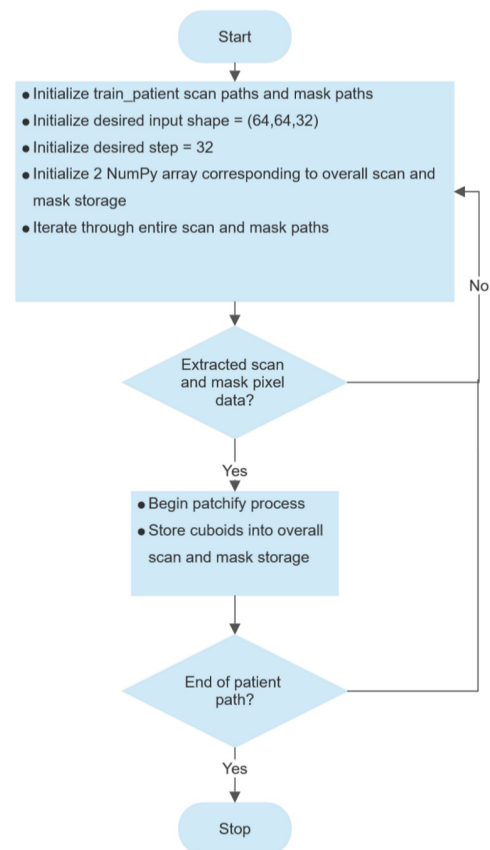 Start
● Initialize train_patient scan paths and mask paths
● Initialize desired input shape = (64,64,32)
● Initialize desired step = 32
● Initialize 2 NumPy array corresponding to overall scan and
mask storage
● Iterate through entire scan and mask paths
No
Extracted scan
and mask pixel
data?
Yes
● Begin patchify process
● Store cuboids into overall
scan and mask storage
End of patient
path?
Yes
Stop